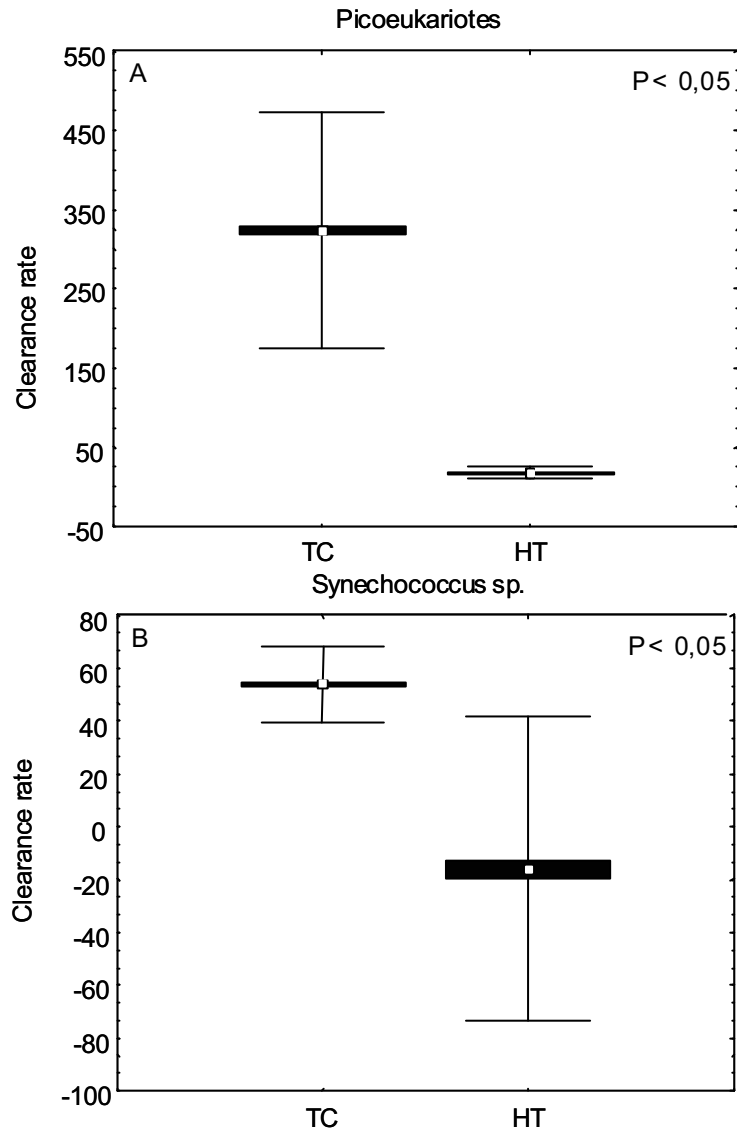 Picoeukariotes
A
P< 0,05
550
450
350
250
150
50
-50
Clearance rate
TC
HT
Synechococcus sp.
B
P< 0,05
80
60
40
20
0
-20
-40
-60
-80
-100
Clearance rate
TC
HT